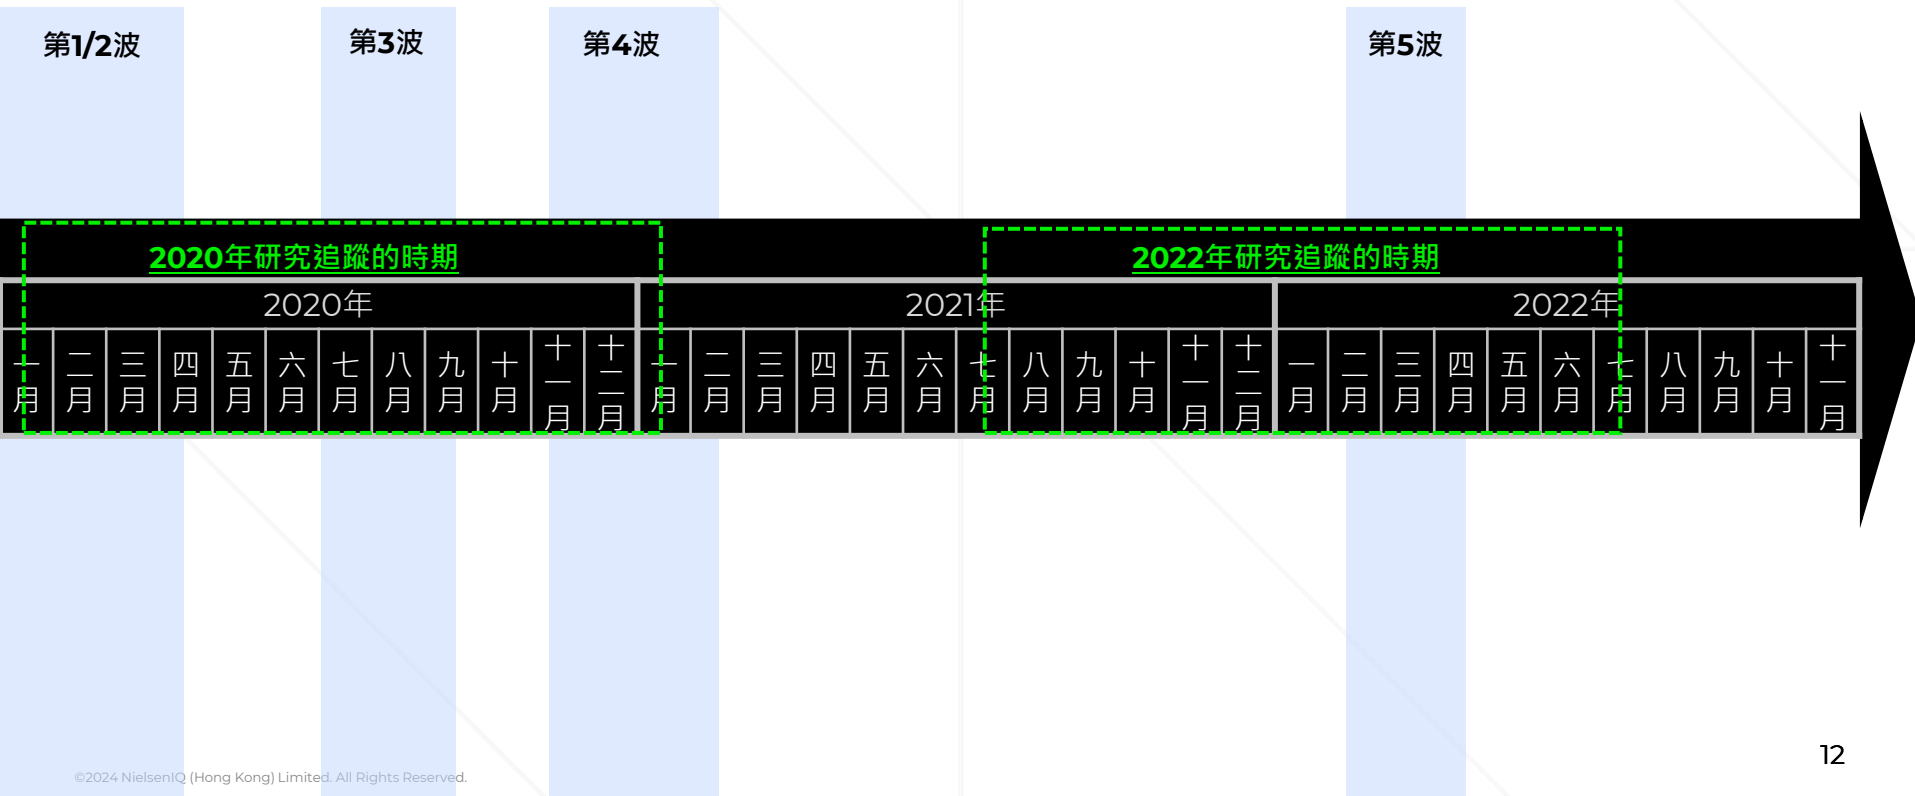 第1/2波
第3波
第4波
第5波
2020年研究追蹤的時期
2022年研究追蹤的時期
2020年
2021年
2022年
一月
二月
三月
四月
五月
六月
七月
八月
九月
十月
十一月
十二月
一月
二月
三月
四月
五月
六月
七月
八月
九月
十月
十一月
十二月
一月
二月
三月
四月
五月
六月
七月
八月
九月
十月
十一月
12
©2024 NielsenIQ (Hong Kong) Limited. All Rights Reserved.